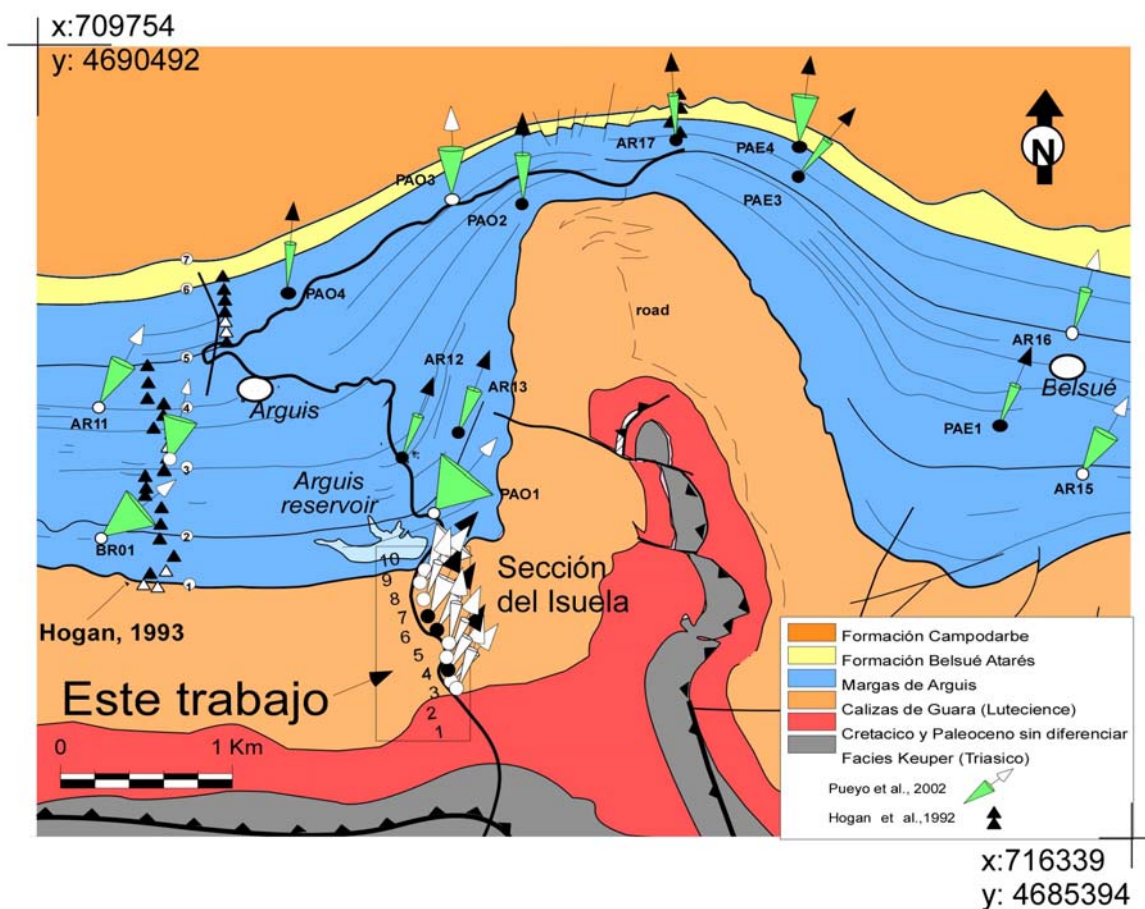 x:709754
y: 4690492
N
AR17
PAE4
PAO3
PAE3
PAO2
7
6
PAO4
road
5
AR16
AR12
AR13
Belsué
Arguis
4
AR11
PAE1
3
Arguis
reservoir
PAO1
AR15
2
BR01
10
9
8
7
6
5
4
3
2
1
Sección
del Isuela
1
Hogan, 1993
Este trabajo
0
1 Km
Formación Campodarbe
Formación Belsué Atarés
Margas de Arguis
Calizas de Guara (Lutecience)
Cretacico y Paleoceno sin diferenciar
Facies Keuper (Triasico)
Pueyo et al., 2002
Hogan et al.,1992
x:716339
y: 4685394